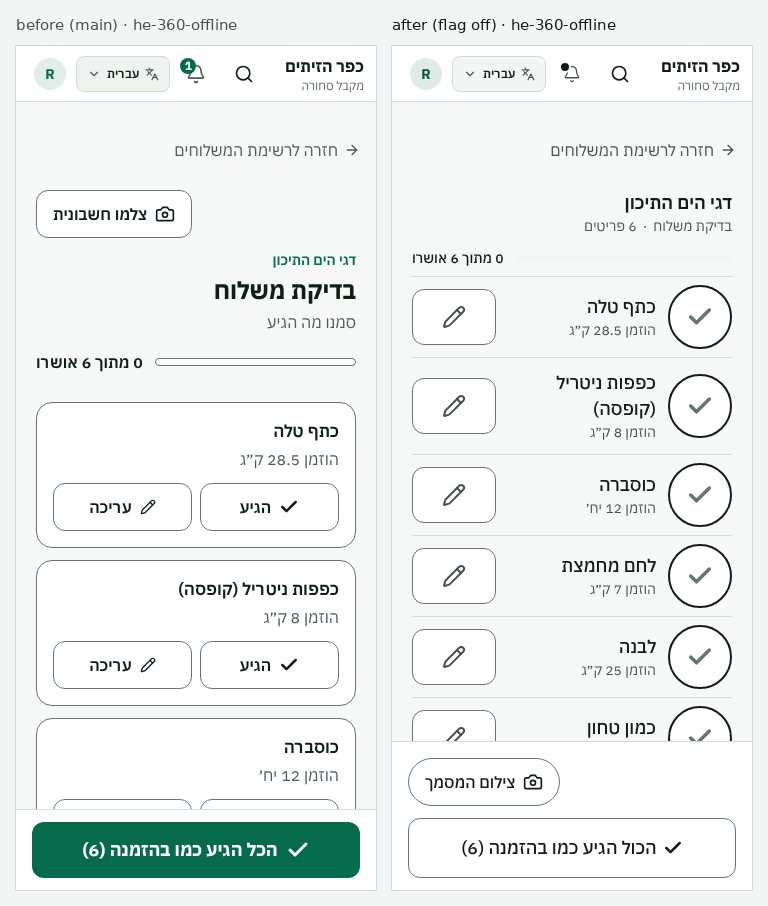 before (main) · he-360-offline
כפר הזיתים
מקבל סחורה
1
עברית
R
חזרה לרשימת המשלוחים
צלמו חשבונית
דגי הים התיכון
בדיקת משלוח
סמנו מה הגיע
0 מתוך 6 אושרו
כתף טלה
הוזמן 28.5 ק״ג
הגיע
עריכה
כפפות ניטריל (קופסה)
הוזמן 8 ק״ג
הגיע
עריכה
כוסברה
הוזמן 12 יח׳
הכל הגיע כמו בהזמנה (6)
after (flag off) · he-360-offline
כפר הזיתים
מקבל סחורה
עברית
R
חזרה לרשימת המשלוחים
דגי הים התיכון
בדיקת משלוח · 6 פריטים
0 מתוך 6 אושרו
כתף טלה
הוזמן 28.5 ק״ג
כפפות ניטריל
(קופסה)
הוזמן 8 ק״ג
כוסברה
הוזמן 12 יח׳
לחם מחמצת
הוזמן 7 ק״ג
לבנה
הוזמן 25 ק״ג
כמון טחון
צילום המסמך
הכול הגיע כמו בהזמנה (6)